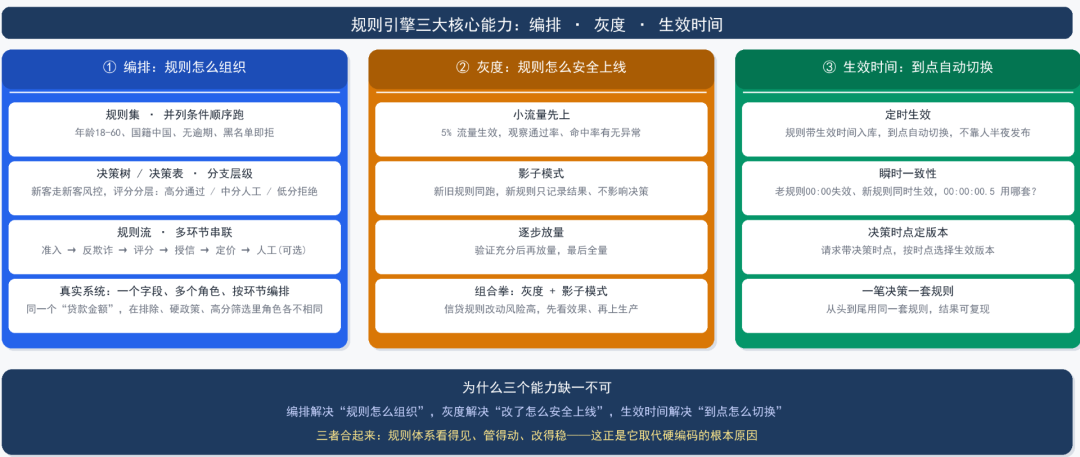 规则引擎三大核心能力：编排 · 灰度 · 生效时间
① 编排：规则怎么组织
规则集 · 并列条件顺序跑
年龄18-60、国籍中国、无逾期、黑名单即拒
决策树 / 决策表 · 分支层级
新客走新客风控，评分分层：高分通过 / 中分人工 / 低分拒绝
规则流 · 多环节串联
准入 → 反欺诈 → 评分 → 授信 → 定价 → 人工(可选)
真实系统：一个字段、多个角色、按环节编排
同一个“贷款金额”，在排除、硬政策、高分筛选里角色各不相同
② 灰度：规则怎么安全上线
小流量先上
5% 流量生效，观察通过率、命中率有无异常
影子模式
新旧规则同跑，新规则只记录结果、不影响决策
逐步放量
验证充分后再放量，最后全量
组合拳：灰度 + 影子模式
信贷规则改动风险高，先看效果、再上生产
③ 生效时间：到点自动切换
定时生效
规则带生效时间入库，到点自动切换，不靠人半夜发布
瞬时一致性
老规则00:00失效、新规则同时生效，00:00:00.5 用哪套？
决策时点定版本
请求带决策时点，按时点选择生效版本
一笔决策一套规则
从头到尾用同一套规则，结果可复现
为什么三个能力缺一不可
编排解决“规则怎么组织”，灰度解决“改了怎么安全上线”，生效时间解决“到点怎么切换”
三者合起来：规则体系看得见、管得动、改得稳——这正是它取代硬编码的根本原因